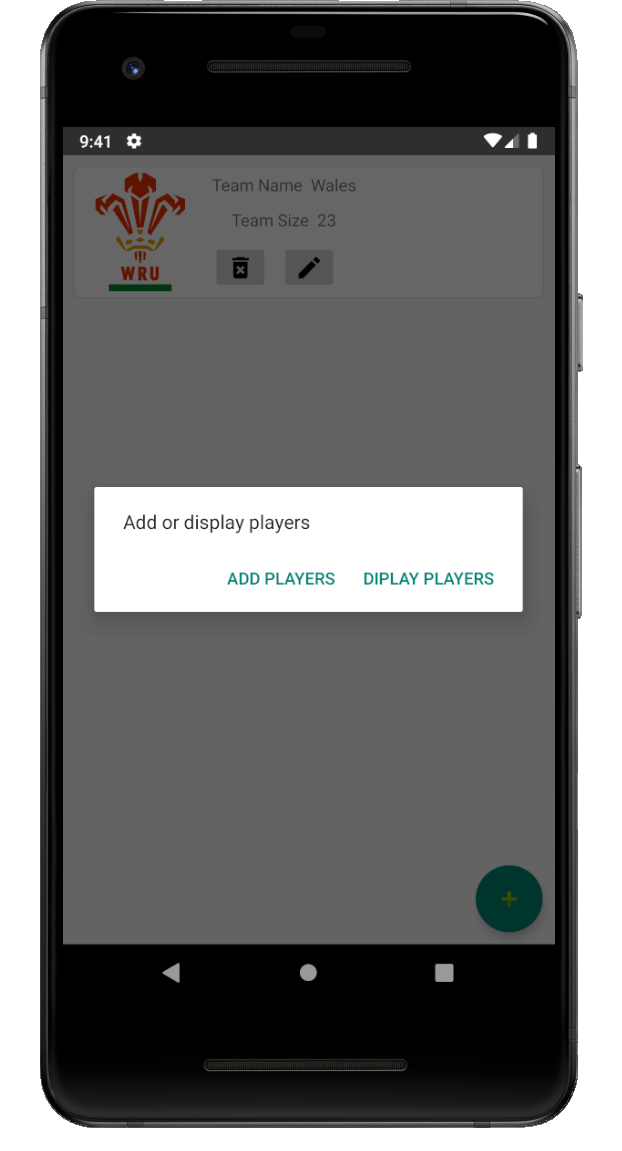 9:41
Team Name Wales
Team Size 23
WRU
Add or display players
ADD PLAYERS DIPLAY PLAYERS